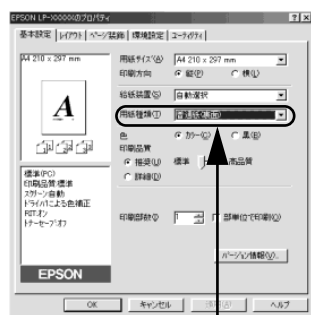 EPSON LP-XXXXXのプロパティ
基本設定 レイアウト ページ装飾 環境設定 ユーティリティ
A4 210 x 297 mm
用紙サイズ(A) A4 210 x 297 mm
印刷方向 縦(P) 横(L)
給紙装置(S) 自動選択
用紙種類(T) 普通紙(裏面)
色 カラー(C) 黒(B)
印刷品質
推奨(U) 標準 高品質
詳細(D)
標準(PC)
印刷品質:標準
スクリーン:自動
ドライバによる色補正
RIT:オン
トナーセーブ:オフ
印刷部数(O) 1 部単位で印刷(O)
バージョン情報(V)...
EPSON
OK キャンセル 適用(A) ヘルプ